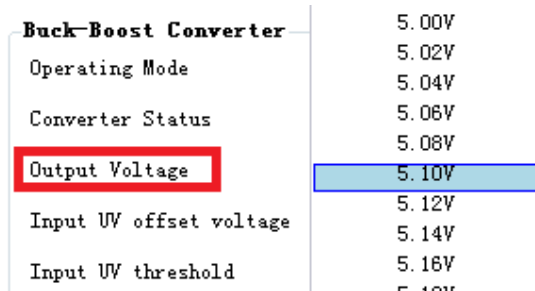 Buck-Boost Converter
Operating Mode
Converter Status
Output Voltage
Input UV offset voltage
Input UV threshold
5.00V
5.02V
5.04V
5.06V
5.08V
5.10V
5.12V
5.14V
5.16V